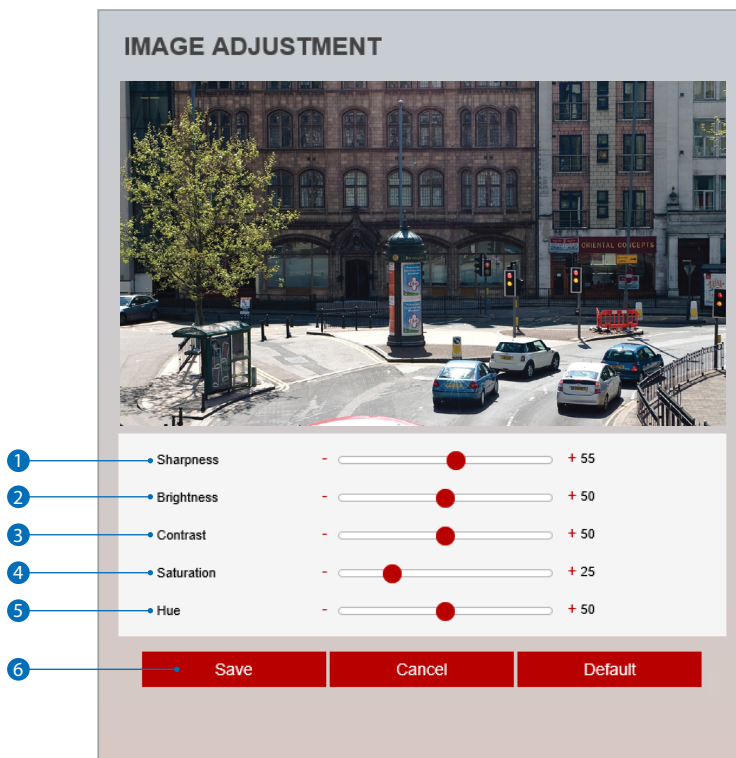 IMAGE ADJUSTMENT
ORIENTAL CONCEPTS
1 Sharpness - + 55
2 Brightness - + 50
3 Contrast - + 50
4 Saturation - + 25
5 Hue - + 50
6 Save Cancel Default